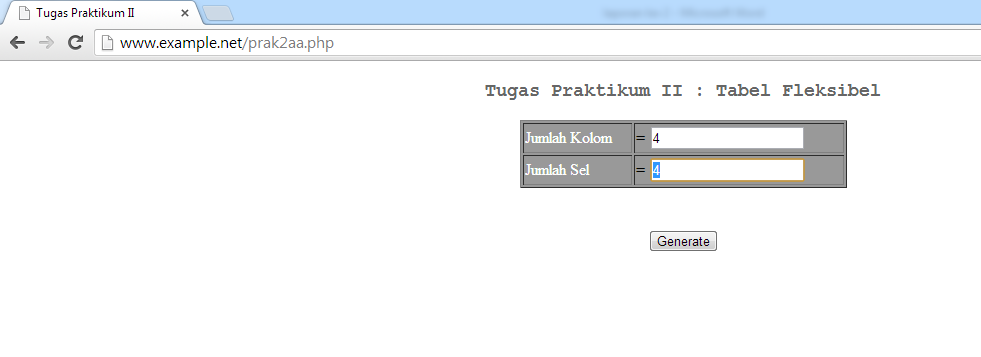 Tugas Praktikum II
www.example.net/prak2aa.php
Tugas Praktikum II : Tabel Fleksibel
Jumlah Kolom = 4
Jumlah Sel = 4
Generate